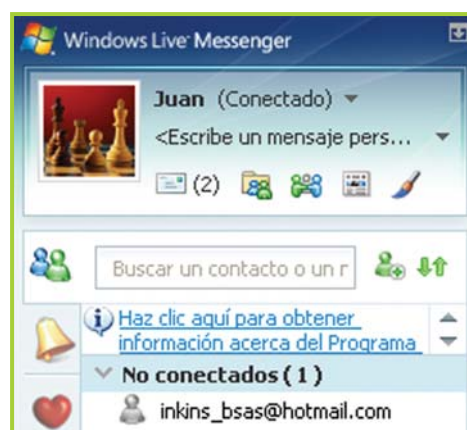 Windows Live Messenger
Juan (Conectado)
<Escribe un mensaje pers...
(2)
Buscar un contacto o un r
Haz clic aquí para obtener
información acerca del Programa
No conectados (1)
inkins_bsas@hotmail.com